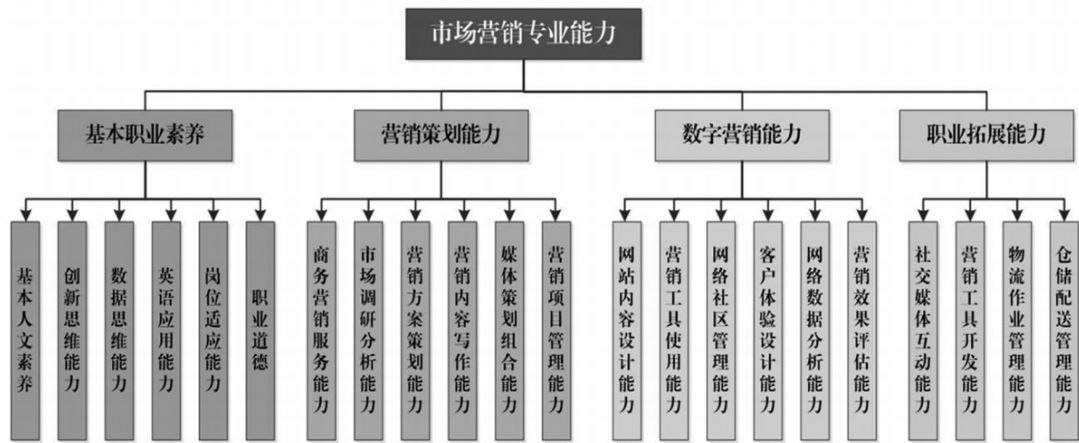 市场营销专业能力
基本职业素养
营销策划能力
数字营销能力
职业拓展能力
基本人文素养
创新思维能力
数据思维能力
英语应用能力
岗位适应能力
职业道德
商务营销服务能力
市场调研分析能力
营销方案策划能力
营销内容写作能力
媒体策划组合能力
营销项目管理能力
网站内容设计能力
营销工具使用能力
网络社区管理能力
客户体验设计能力
网络数据分析能力
营销效果评估能力
社交媒体互动能力
营销工具开发能力
物流作业管理能力
仓储配送管理能力